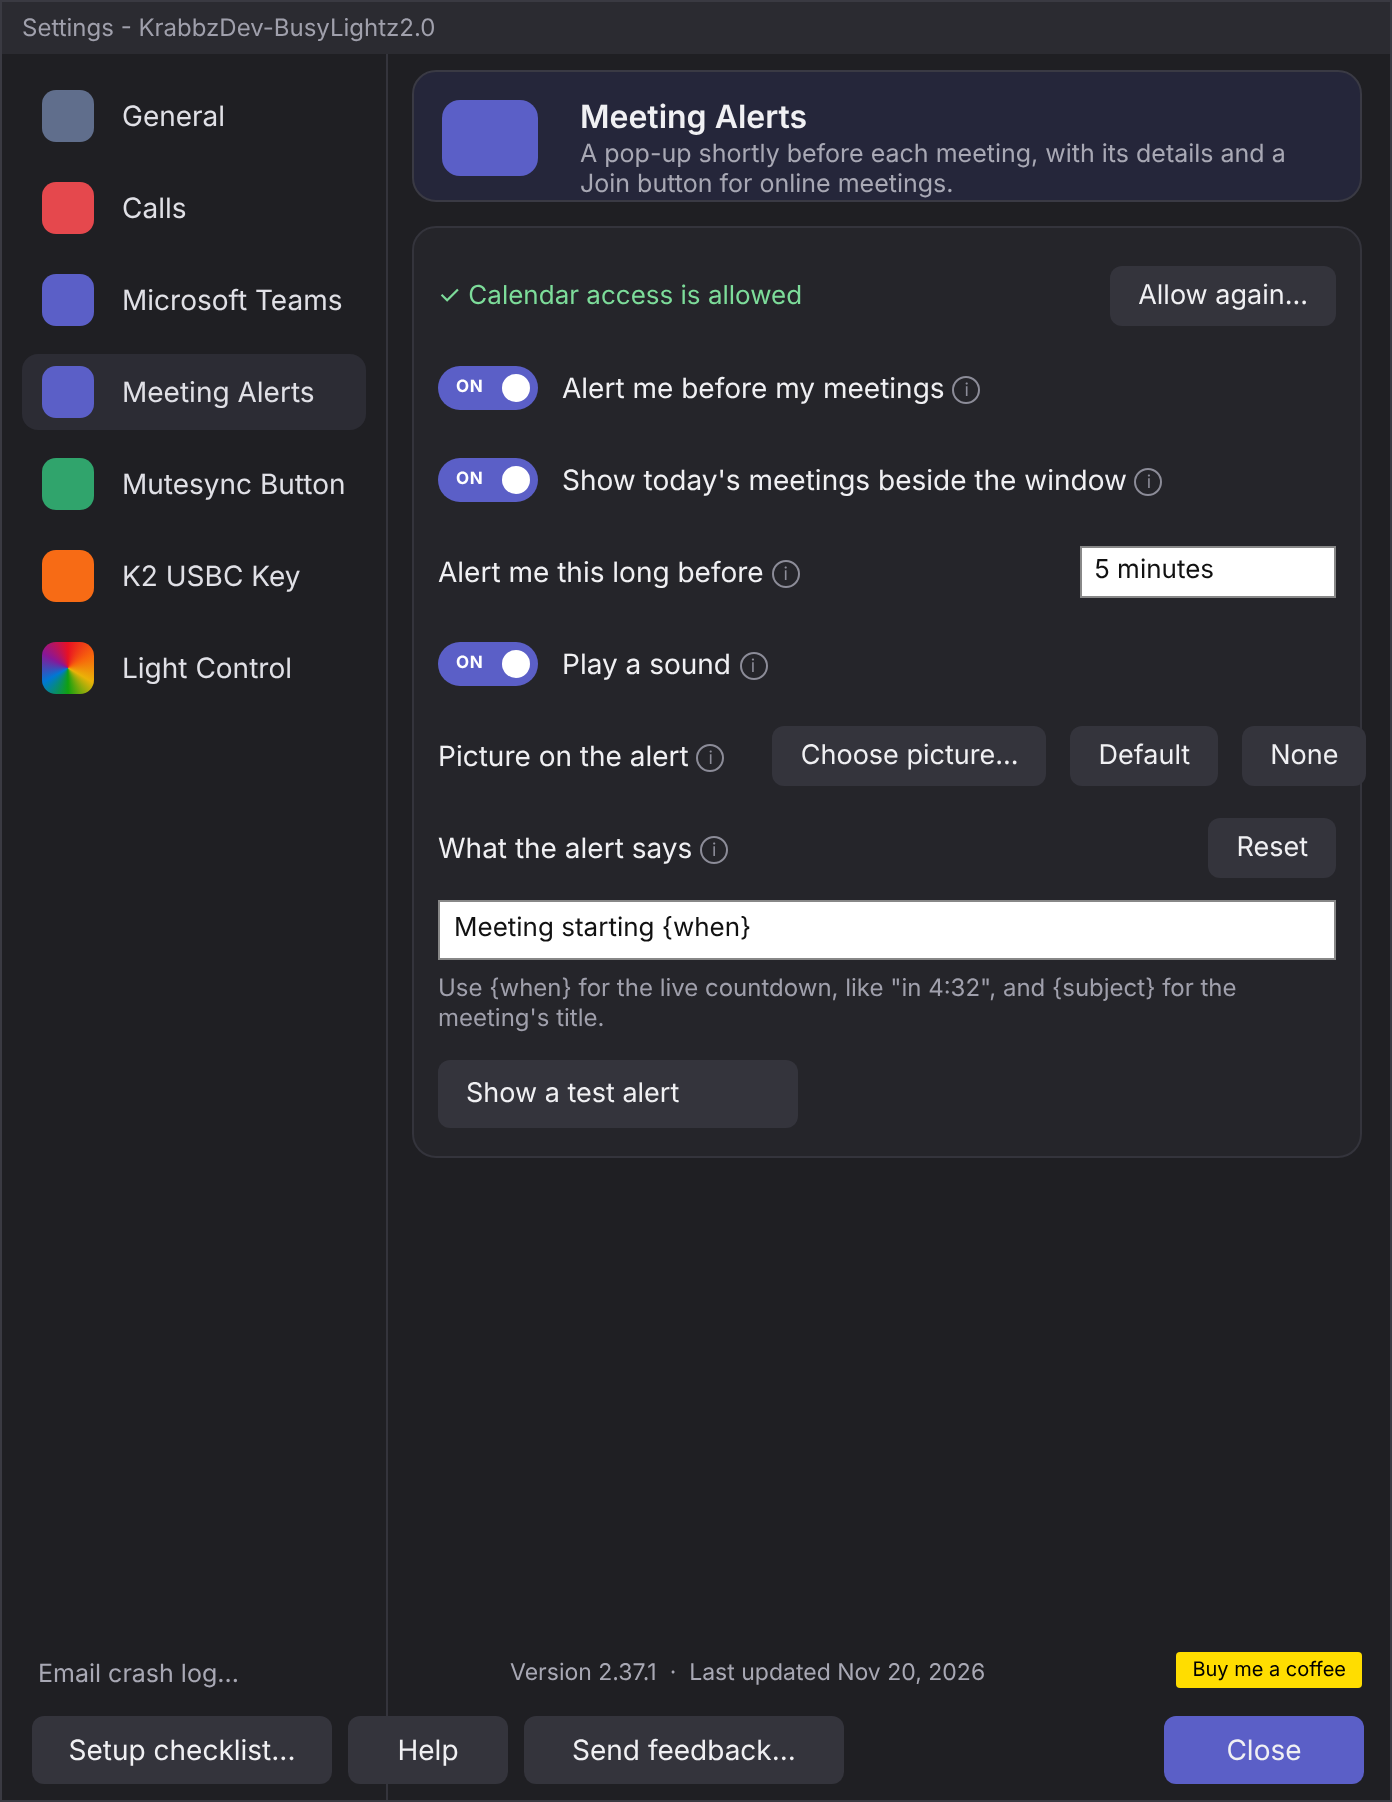 Settings - KrabbzDev-BusyLightz2.0
General
Calls
Microsoft Teams
Meeting Alerts
Mutesync Button
K2 USBC Key
Light Control
Meeting Alerts
A pop-up shortly before each meeting, with its details and a
Join button for online meetings.
✓ Calendar access is allowed
Allow again...
ON Alert me before my meetings i
ON Show today's meetings beside the window i
Alert me this long before i
5 minutes
ON Play a sound i
Picture on the alert i
Choose picture...
Default
None
What the alert says i
Reset
Meeting starting {when}
Use {when} for the live countdown, like "in 4:32", and {subject} for the
meeting's title.
Show a test alert
Email crash log...
Version 2.37.1 · Last updated Nov 20, 2026
Buy me a coffee
Setup checklist...
Help
Send feedback...
Close